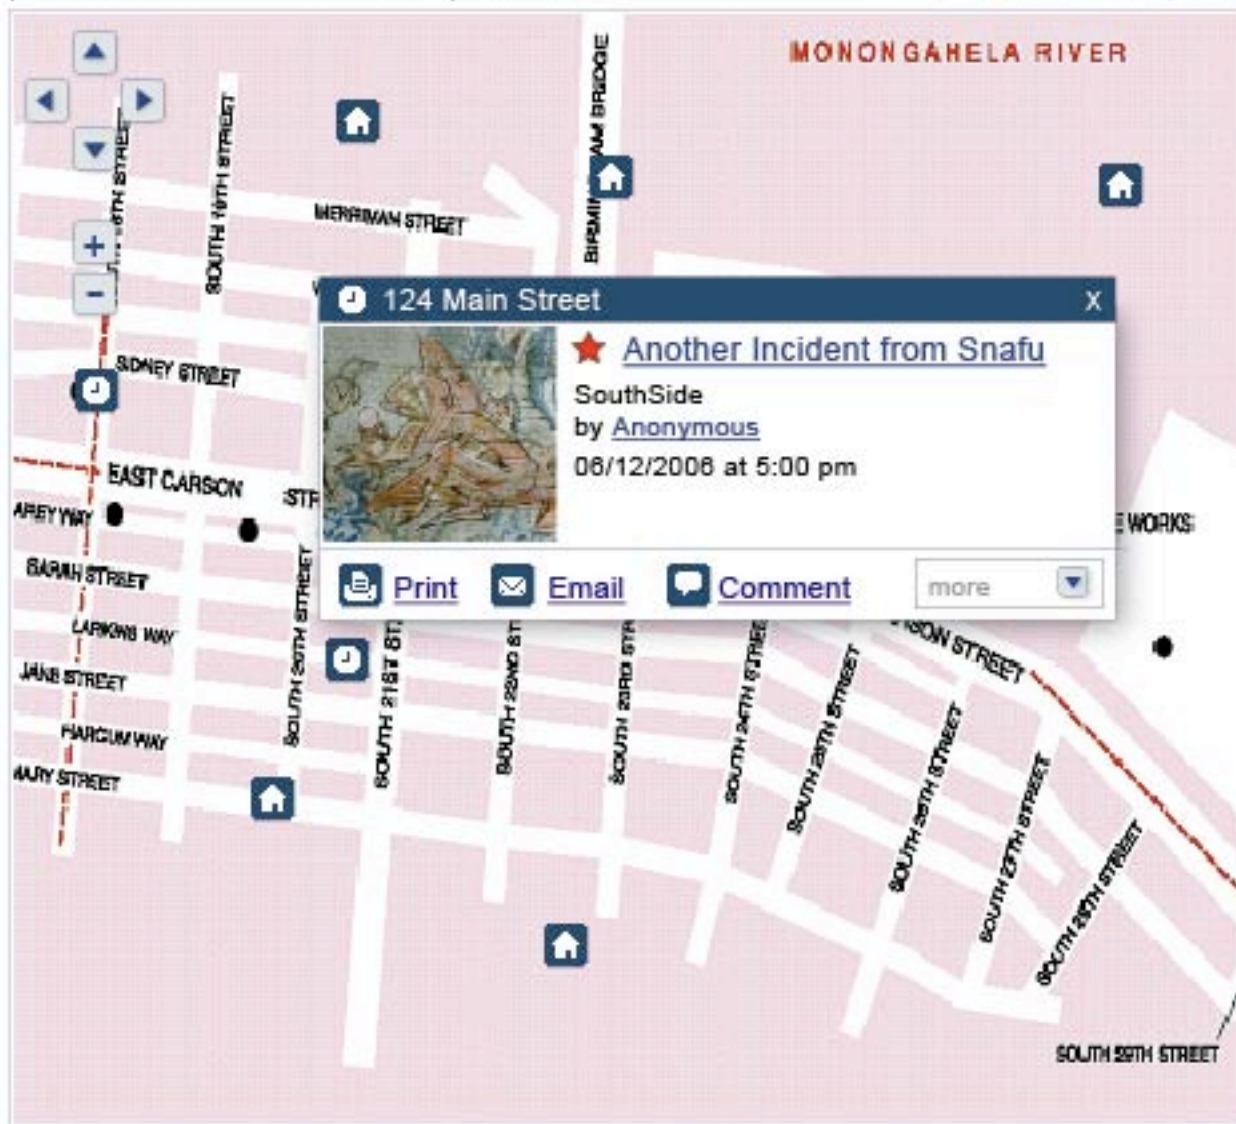 MONONGAHELA RIVER
SOUTH 19TH STREET
MERRIMAN STREET
124 Main Street
X
Another Incident from Snafu
SouthSide
by Anonymous
06/12/2006 at 5:00 pm
Print
Email
Comment
more
SIDNEY STREET
EAST CARSON
WORKS
SARAH STREET
LARKINS WAY
JANE STREET
HARCUM WAY
MARY STREET
SOUTH 20TH STREET
SOUTH 21ST ST
SOUTH 22ND ST
SOUTH 23RD STR
SOUTH 24TH STREE
SOUTH 25TH STREET
SOUTH 26TH STREET
SOUTH 27TH STREET
SOUTH 28TH STREET
STREET
SOUTH 29TH STREET